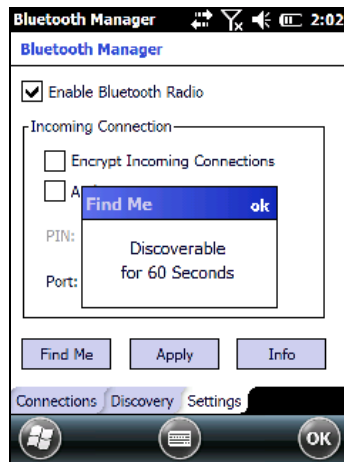 Bluetooth Manager 2:02
Bluetooth Manager
Enable Bluetooth Radio
Incoming Connection
Encrypt Incoming Connections
Find Me ok
PIN:
Discoverable
for 60 Seconds
Port:
Find Me Apply Info
Connections Discovery Settings
OK